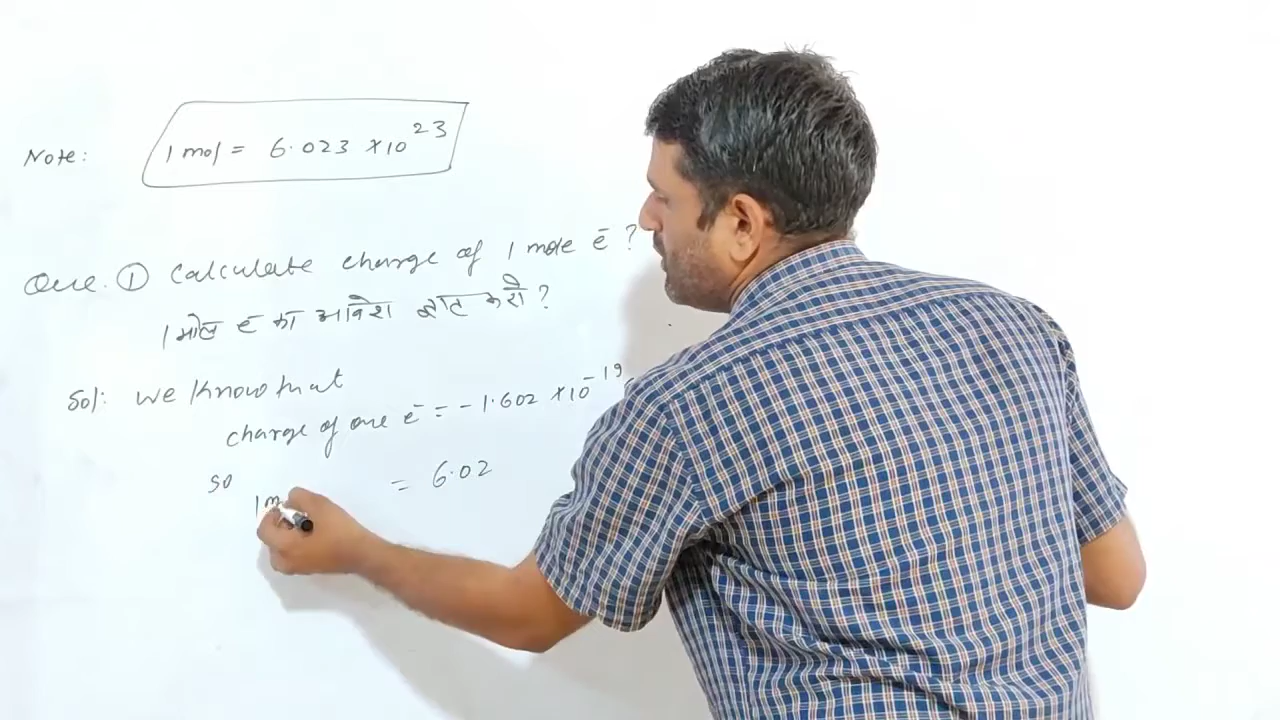 Note: 1 mol = 6.023 × 10²³
Que. ① Calculate charge of 1 mole e⁻ ?
1 मोल e⁻ का आवेश ज्ञात करो ?
Sol: We know that
charge of one e⁻ = - 1.602 × 10⁻¹⁹
so
1m = 6.02